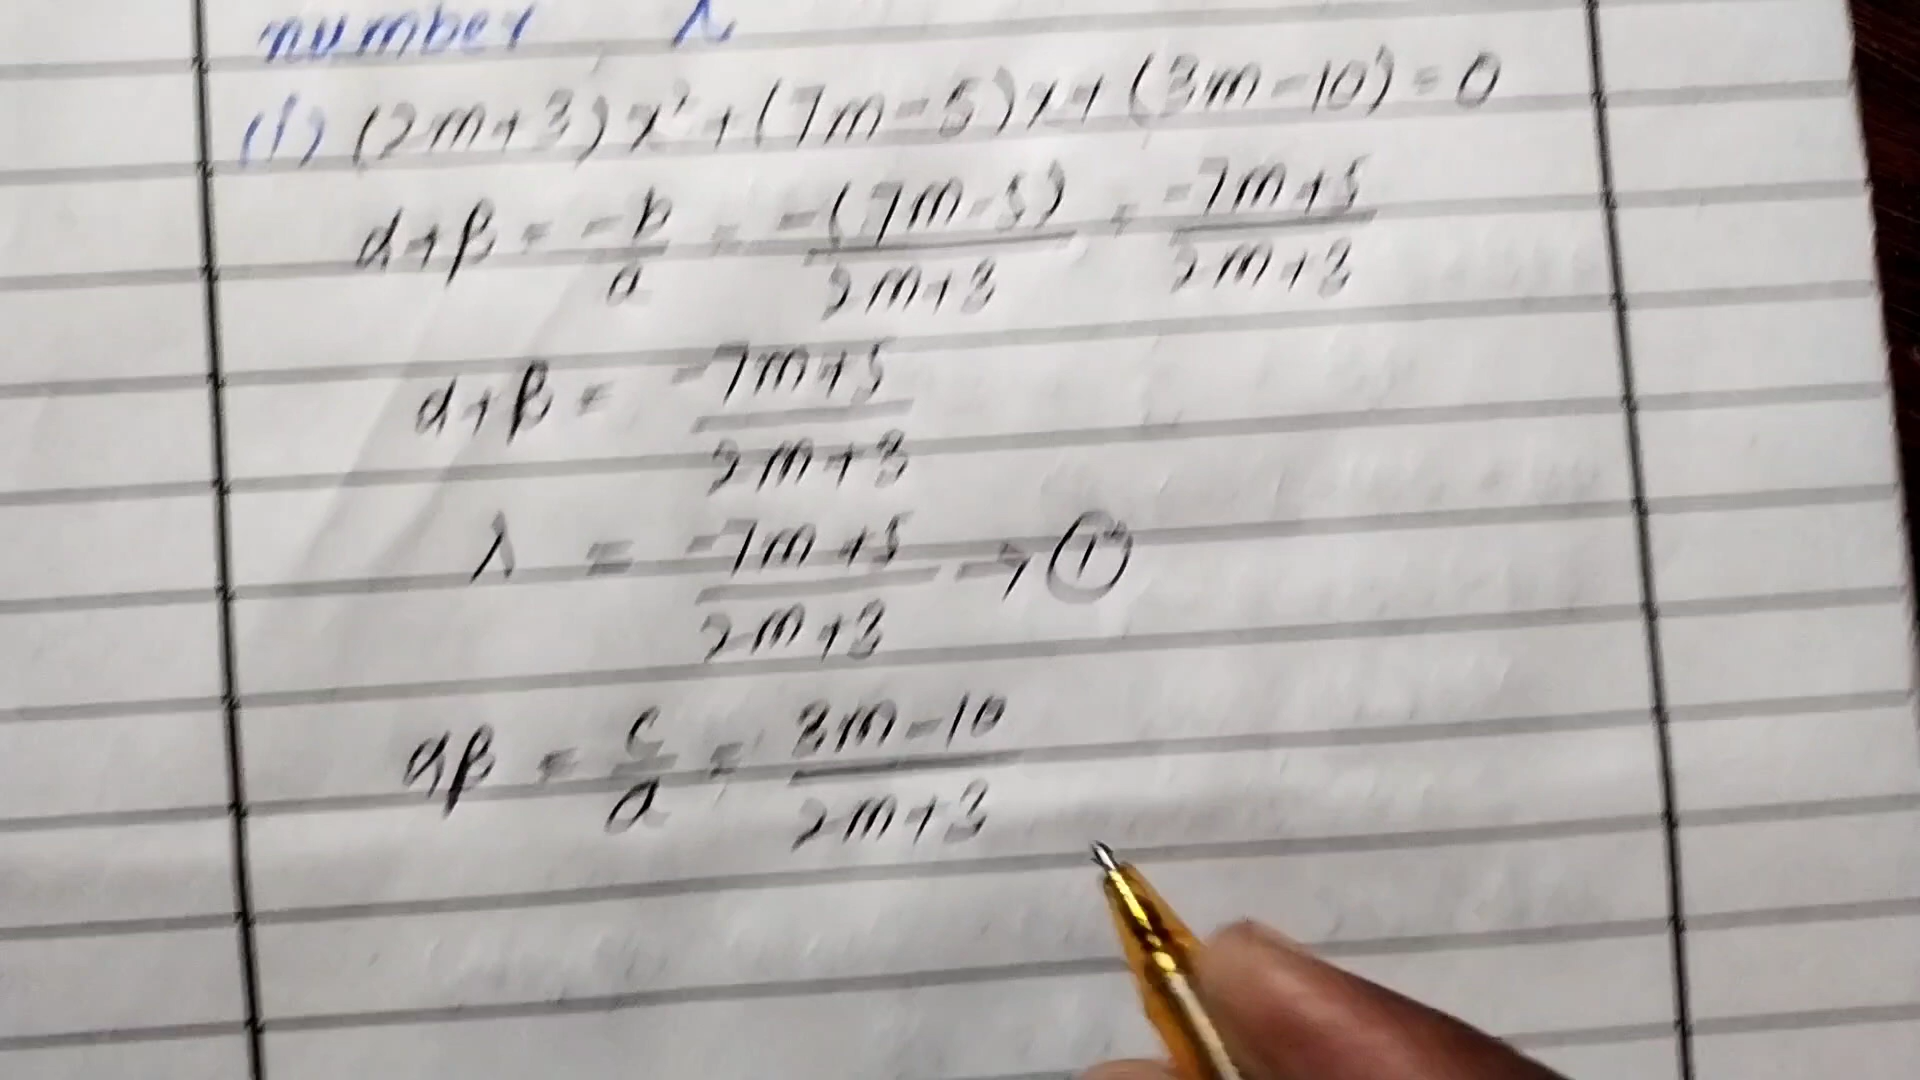 number λ
(i) (2m+3)x²+(7m-5)x+(3m-10)=0
α+β = -b/a = -(7m-5)/2m+3 = -7m+5/2m+3
α+β = -7m+5/2m+3
λ = -7m+5/2m+3 → ①
αβ = c/a = 3m-10/2m+3